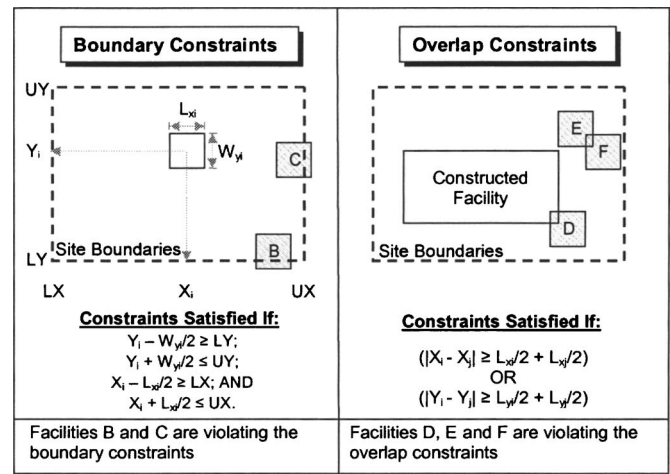 Boundary Constraints
UY
Lxi
Yi
Wyi
C
B
Site Boundaries
LY
LX
Xi
UX
Constraints Satisfied If:
Yi – Wyi/2 ≥ LY;
Yi + Wyi/2 ≤ UY;
Xi – Lxi/2 ≥ LX; AND
Xi + Lxi/2 ≤ UX.
Facilities B and C are violating the
boundary constraints
Overlap Constraints
E
F
Constructed
Facility
D
Site Boundaries
Constraints Satisfied If:
(|Xi - Xj| ≥ Lxi/2 + Lxj/2)
OR
(|Yi - Yj| ≥ Lyi/2 + Lyj/2)
Facilities D, E and F are violating the
overlap constraints